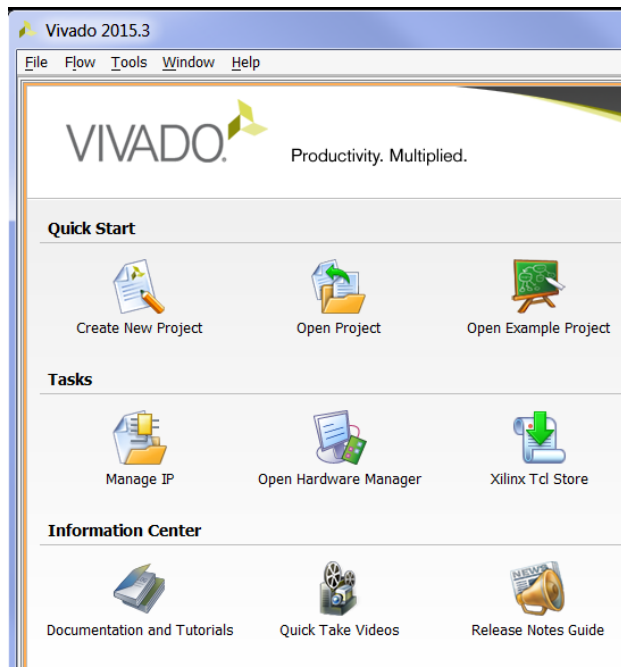 Vivado 2015.3
File Flow Tools Window Help
VIVADO.
Productivity. Multiplied.
Quick Start
Create New Project
Open Project
Open Example Project
Tasks
Manage IP
Open Hardware Manager
Xilinx Tcl Store
Information Center
NEWS
Documentation and Tutorials
Quick Take Videos
Release Notes Guide